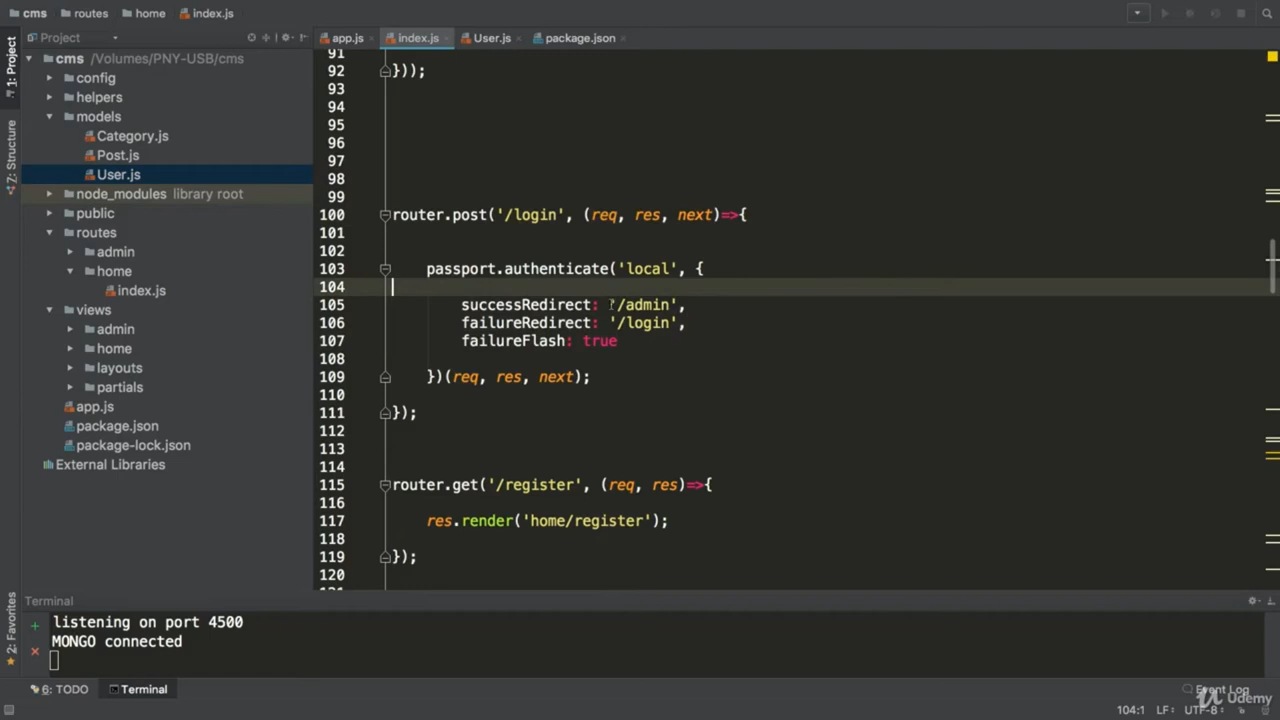 cms routes home index.js
Project
app.js index.js User.js package.json
1: Project
Z: Structure
2: Favorites
cms /Volumes/PNY-USB/cms
config
helpers
models
Category.js
Post.js
User.js
node_modules library root
public
routes
admin
home
index.js
views
admin
home
layouts
partials
app.js
package.json
package-lock.json
External Libraries
91
92 }));
93
94
95
96
97
98
99
100 router.post('/login', (req, res, next)=>{
101
102
103 passport.authenticate('local', {
104
105 successRedirect: '/admin',
106 failureRedirect: '/login',
107 failureFlash: true
108
109 })(req, res, next);
110
111 });
112
113
114
115 router.get('/register', (req, res)=>{
116
117 res.render('home/register');
118
119 });
120
Terminal
listening on port 4500
MONGO connected
6: TODO Terminal Event Log
Udemy
104:1 LF÷ UTF-8÷